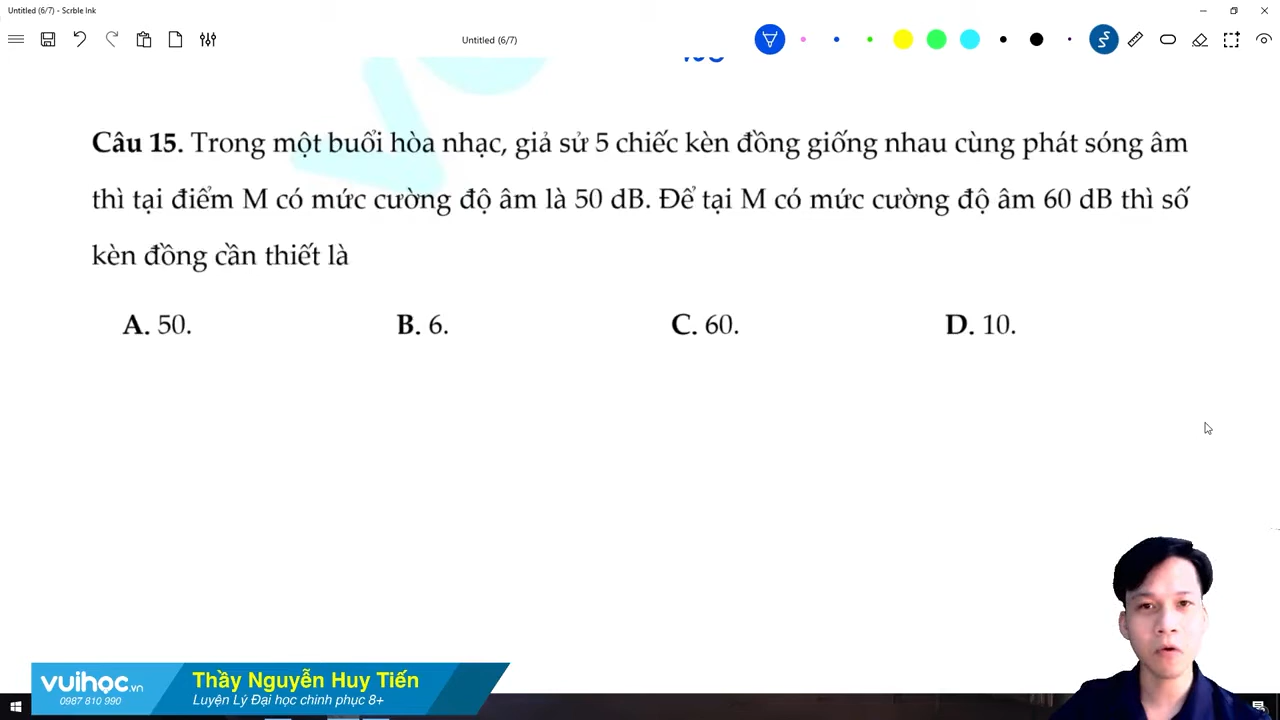 Untitled (6/7) - Scrble Ink
Untitled (6/7)
Câu 15. Trong một buổi hòa nhạc, giả sử 5 chiếc kèn đồng giống nhau cùng phát sóng âm
thì tại điểm M có mức cường độ âm là 50 dB. Để tại M có mức cường độ âm 60 dB thì số
kèn đồng cần thiết là
A. 50. B. 6. C. 60. D. 10.
vuihọc.vn
0987 810 990
Thầy Nguyễn Huy Tiến
Luyện Lý Đại học chinh phục 8+